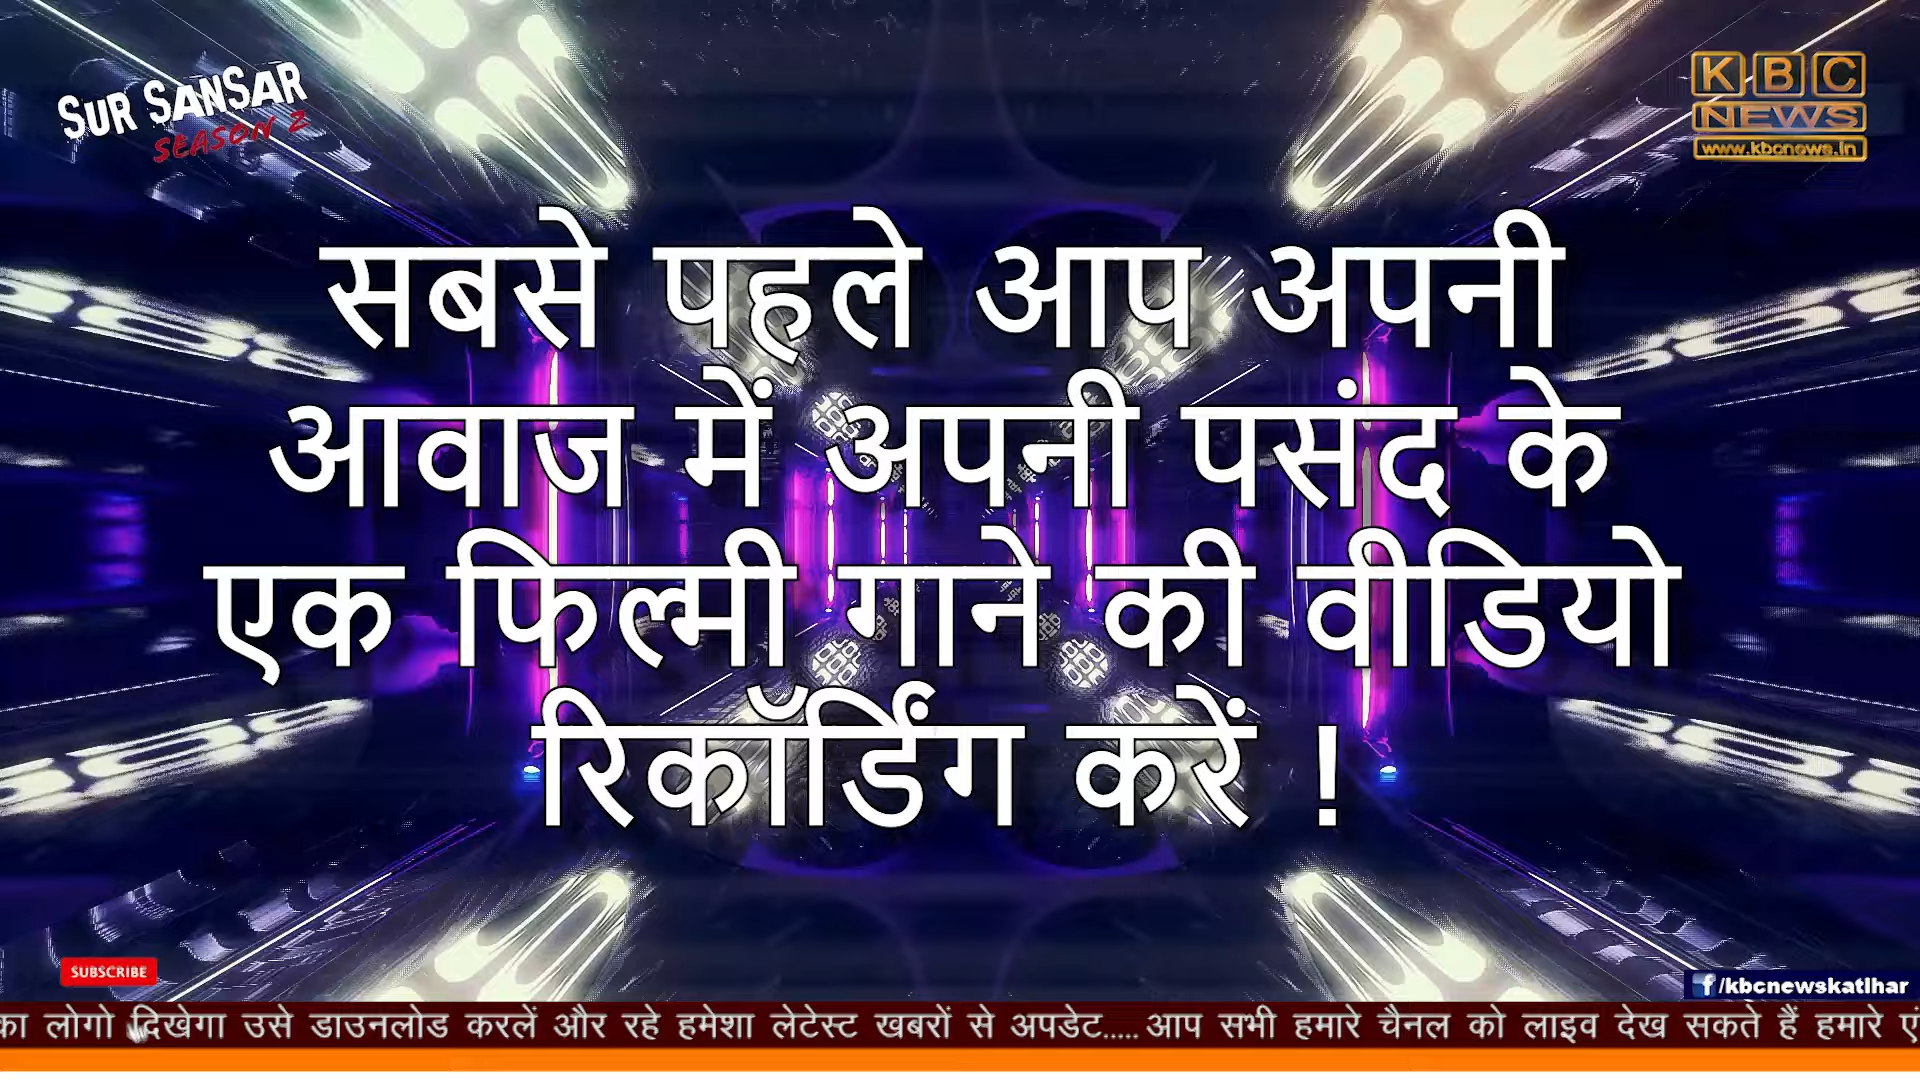 SUR SANSAR
SEASON 2
KBC
NEWS
www.kbcnews.in
सबसे पहले आप अपनी
आवाज में अपनी पसंद के
एक फिल्मी गाने की वीडियो
रिकॉर्डिंग करें !
SUBSCRIBE
f /kbcnewskatihar
का लोगो दिखेगा उसे डाउनलोड करलें और रहे हमेशा लेटेस्ट खबरों से अपडेट..... आप सभी हमारे चैनल को लाइव देख सकते हैं हमारे ए